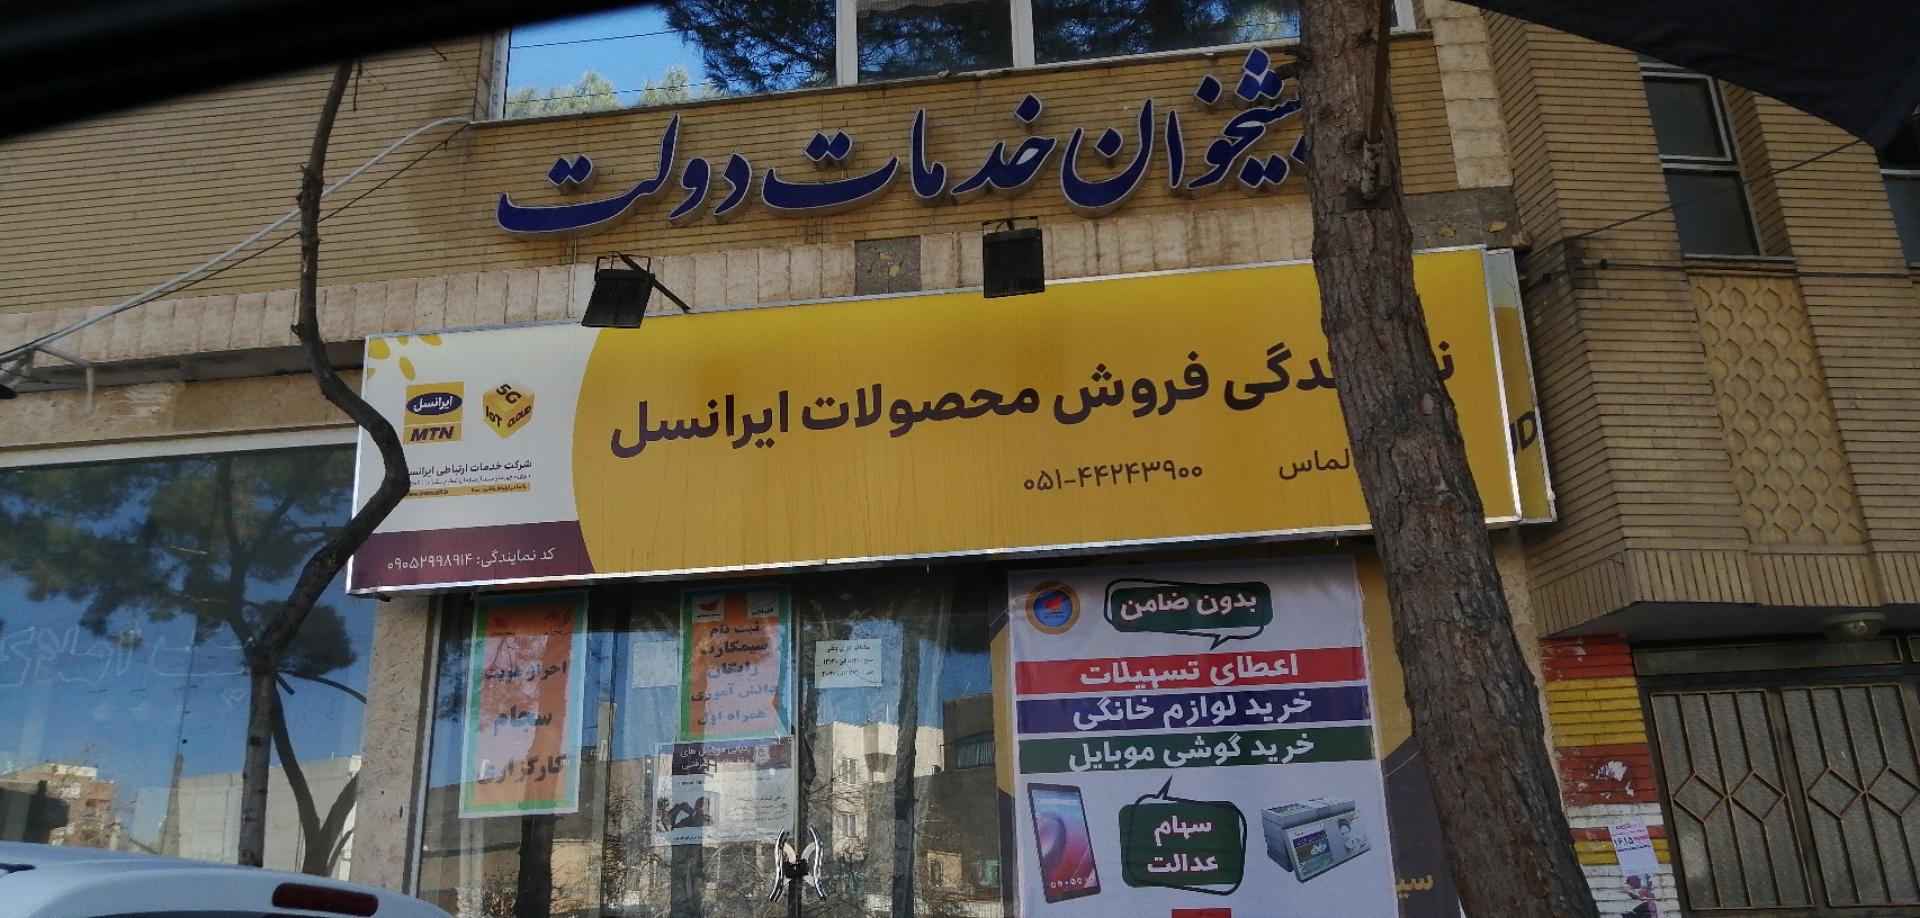 پیشخوان خدمات دولت
نمایندگی فروش محصولات ایرانسل
الماس
۰۵۱-۴۴۲۴۳۹۰۰
ایرانسل
MTN
5G
IoT CLOUD
شرکت خدمات ارتباطی ایرانسل
کد نمایندگی: ۰۹۰۵۲۹۹۸۹۱۴
احراز هویت
سجام
کارگزاری
ثبت نام
سیمکارت
رایگان
دانش آموزی
همراه اول
بدون ضامن
اعطای تسهیلات
خرید لوازم خانگی
خرید گوشی موبایل
سهام
عدالت